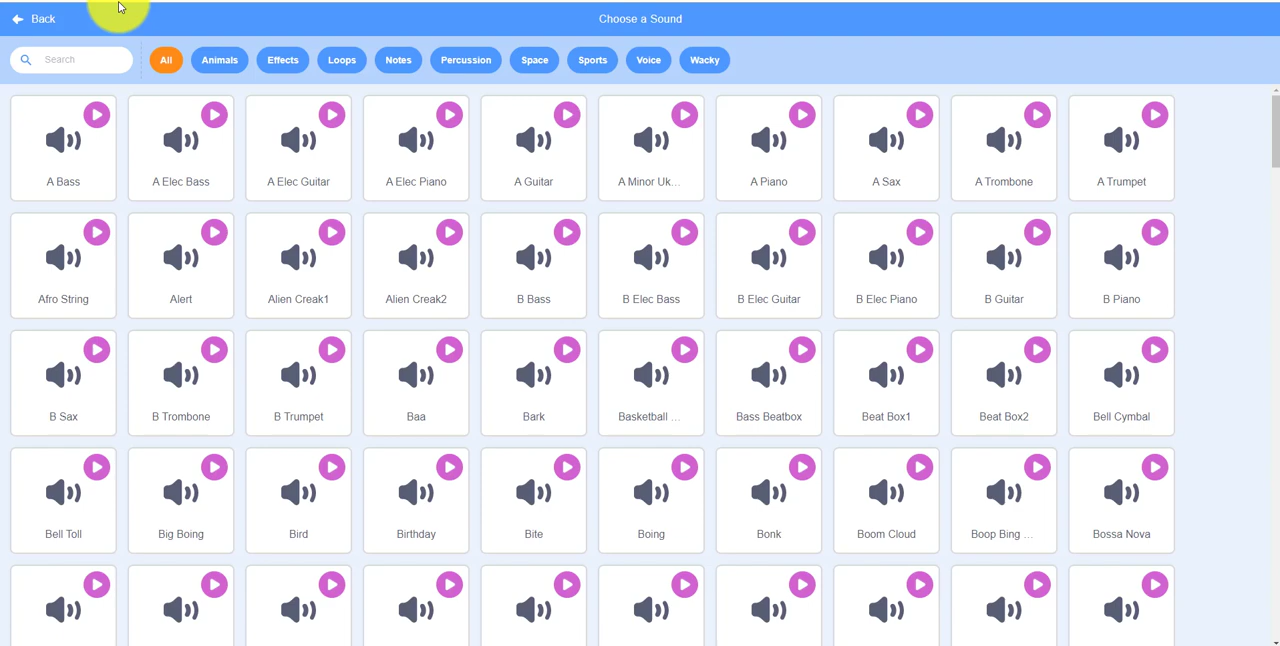 Back
Choose a Sound
Search
All Animals Effects Loops Notes Percussion Space Sports Voice Wacky
A Bass A Elec Bass A Elec Guitar A Elec Piano A Guitar A Minor Uk... A Piano A Sax A Trombone A Trumpet
Afro String Alert Alien Creak1 Alien Creak2 B Bass B Elec Bass B Elec Guitar B Elec Piano B Guitar B Piano
B Sax B Trombone B Trumpet Baa Bark Basketball ... Bass Beatbox Beat Box1 Beat Box2 Bell Cymbal
Bell Toll Big Boing Bird Birthday Bite Boing Bonk Boom Cloud Boop Bing ... Bossa Nova